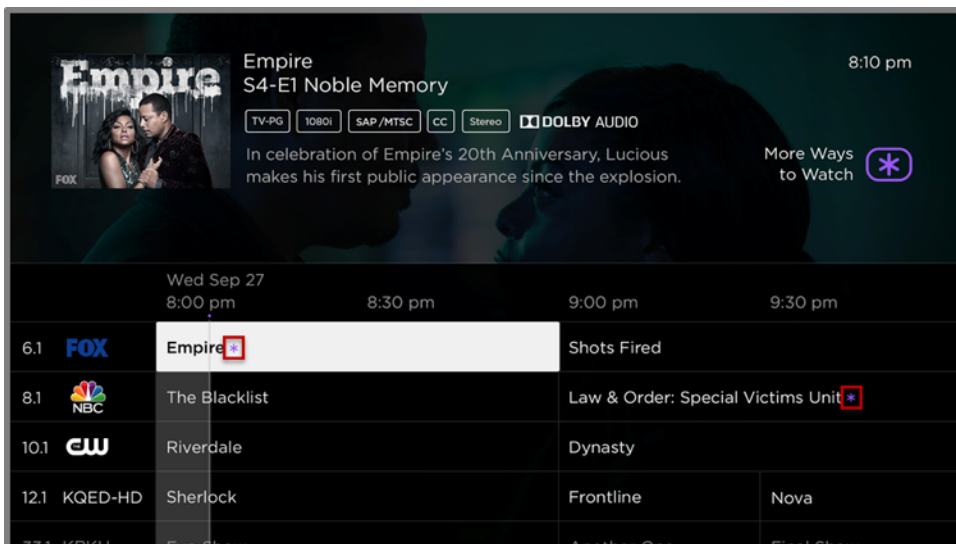 Empire
FOX
Empire
S4-E1 Noble Memory
8:10 pm
TV-PG 1080i SAP/MTSC CC Stereo DOLBY AUDIO
In celebration of Empire's 20th Anniversary, Lucious
makes his first public appearance since the explosion.
More Ways
to Watch *
Wed Sep 27
8:00 pm 8:30 pm 9:00 pm 9:30 pm
6.1 FOX Empire * Shots Fired
8.1 NBC The Blacklist Law & Order: Special Victims Unit *
10.1 THE CW Riverdale Dynasty
12.1 KQED-HD Sherlock Frontline Nova